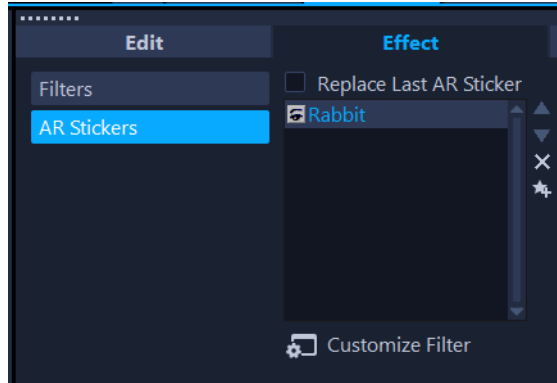 Edit
Effect
Filters
AR Stickers
Replace Last AR Sticker
Rabbit
Customize Filter